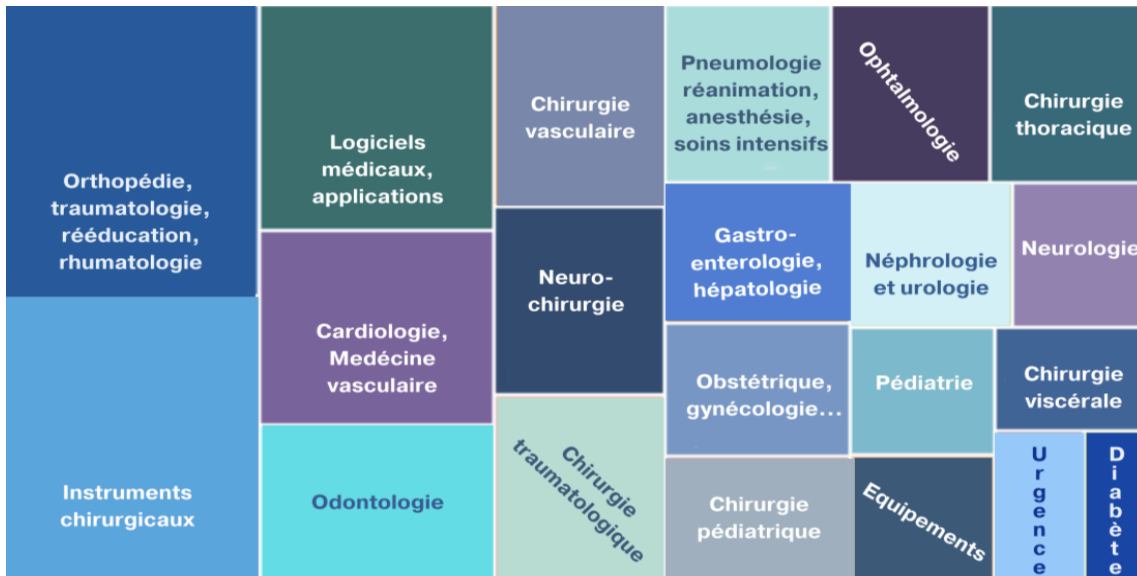 Orthopédie,
traumatologie,
rééducation,
rhumatologie
Instruments
chirurgicaux
Logiciels
médicaux,
applications
Cardiologie,
Medécine
vasculaire
Odontologie
Chirurgie
vasculaire
Neuro-
chirurgie
Chirurgie
traumatologique
Pneumologie
réanimation,
anesthésie,
soins intensifs
Ophtalmologie
Chirurgie
thoracique
Gastro-
enterologie,
hépatologie
Néphrologie
et urologie
Neurologie
Obstétrique,
gynécologie...
Pédiatrie
Chirurgie
viscérale
Chirurgie
pédiatrique
Equipements
Urgence
Diabète